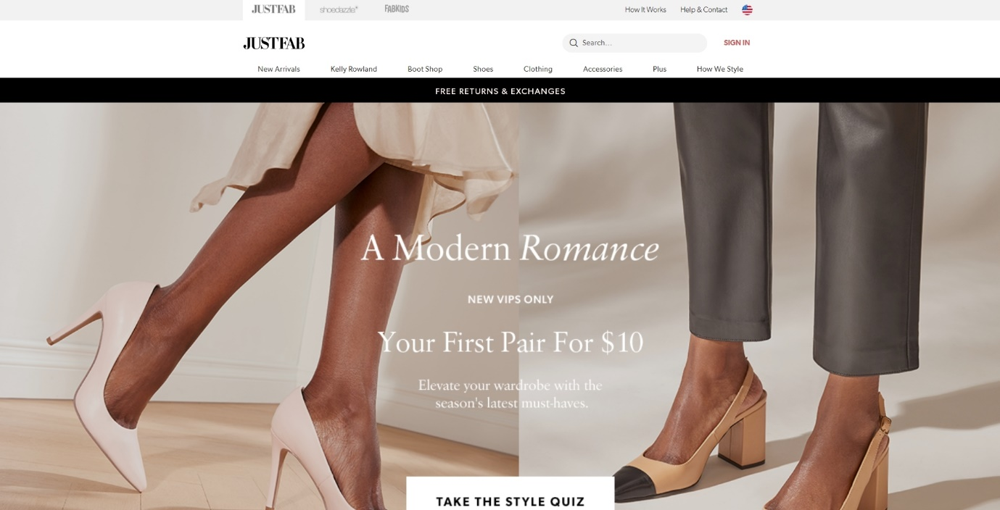 JUSTFAB shoedazzle FABKIDS How It Works Help & Contact
JUSTFAB Search... SIGN IN
New Arrivals Kelly Rowland Boot Shop Shoes Clothing Accessories Plus How We Style
FREE RETURNS & EXCHANGES
A Modern Romance
NEW VIPS ONLY
Your First Pair For $10
Elevate your wardrobe with the
season's latest must-haves.
TAKE THE STYLE QUIZ